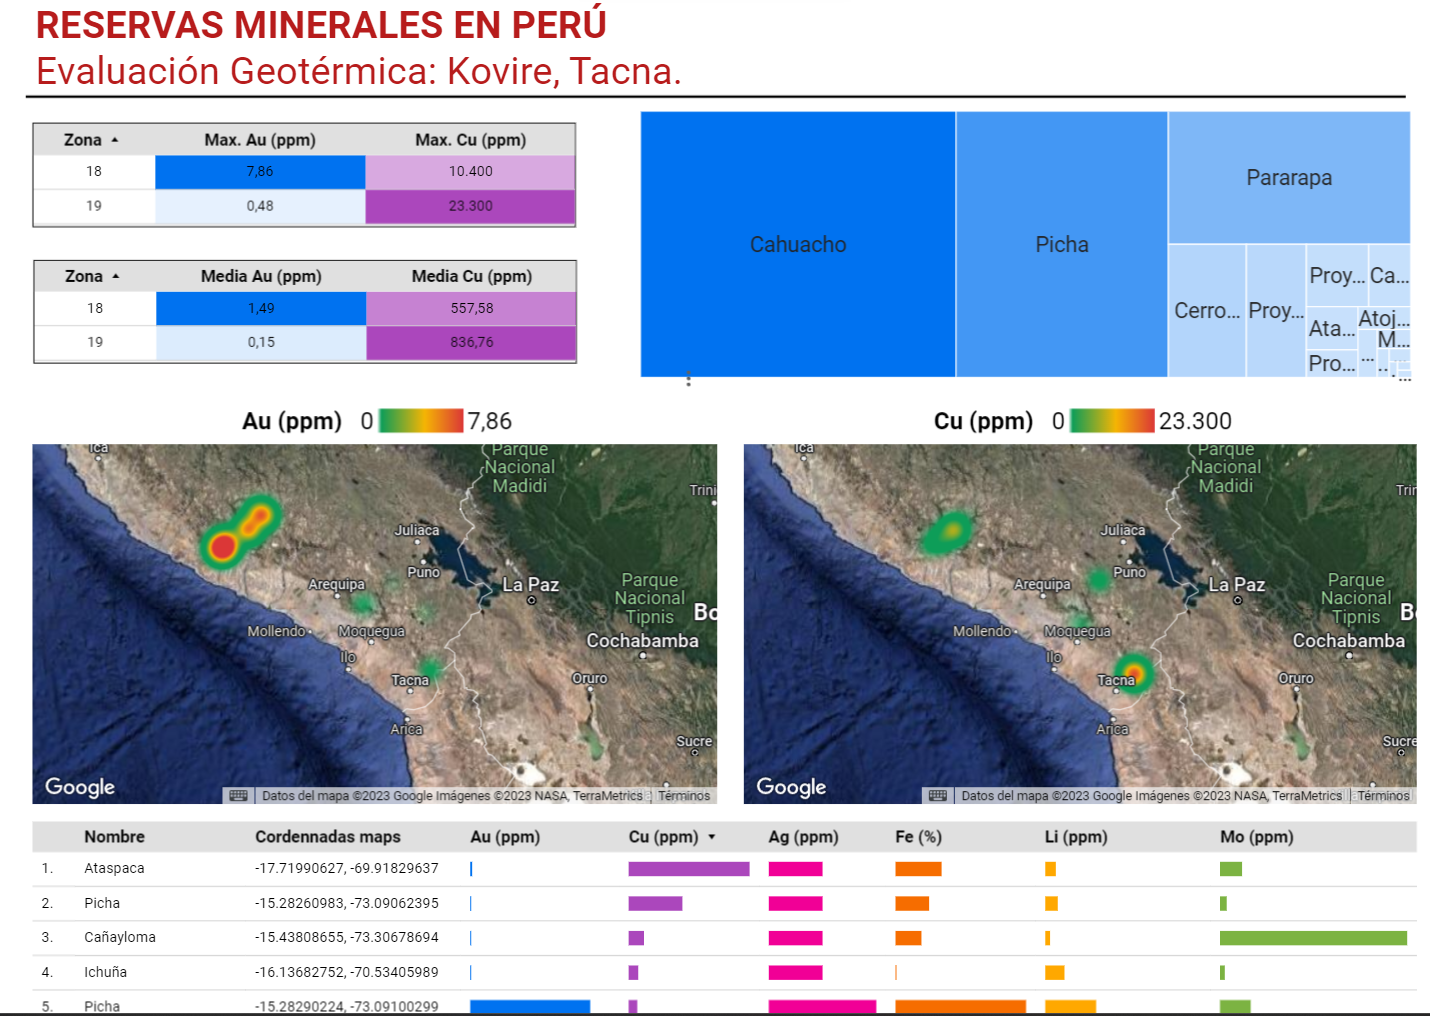 RESERVAS MINERALES EN PERÚ
Evaluación Geotérmica: Kovire, Tacna.
Zona Max. Au (ppm) Max. Cu (ppm)
18 7,86 10.400
19 0,48 23.300
Zona Media Au (ppm) Media Cu (ppm)
18 1,49 557,58
19 0,15 836,76
Cahuacho
Picha
Pararapa
Cerro...
Proy...
Proy...
Ca...
Ata...
Atoj...
M...
Pro...
Au (ppm) 0 7,86
Ica
Parque
Nacional
Madidi
Trini
Juliaca
Puno
Arequipa
La Paz
Parque
Nacional
Tipnis
Bo
Mollendo
Moquegua
Cochabamba
Ilo
Tacna
Oruro
Arica
Sucre
Google
Datos del mapa ©2023 Google Imágenes ©2023 NASA, TerraMetrics
Términos
Cu (ppm) 0 23.300
Ica
Parque
Nacional
Madidi
Trir
Juliaca
Puno
Arequipa
La Paz
Parque
Nacional
Tipnis
B
Mollendo
Moquegua
Cochabamba
Ilo
Tacna
Oruro
Arica
Sucre
Google
Datos del mapa ©2023 Google Imágenes ©2023 NASA, TerraMetrics
Términos
Nombre Cordennadas maps Au (ppm) Cu (ppm) Ag (ppm) Fe (%) Li (ppm) Mo (ppm)
1. Ataspaca -17.71990627, -69.91829637
2. Picha -15.28260983, -73.09062395
3. Cañayloma -15.43808655, -73.30678694
4. Ichuña -16.13682752, -70.53405989
5. Picha -15.28290224, -73.09100299